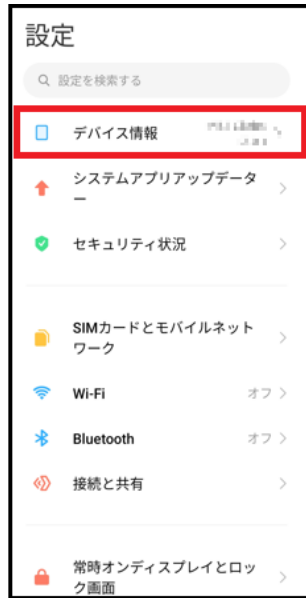 設定
設定を検索する
デバイス情報
システムアプリアップデータ
ー
セキュリティ状況
SIMカードとモバイルネット
ワーク
Wi-Fi オフ
Bluetooth オフ
接続と共有
常時オンディスプレイとロッ
ク画面